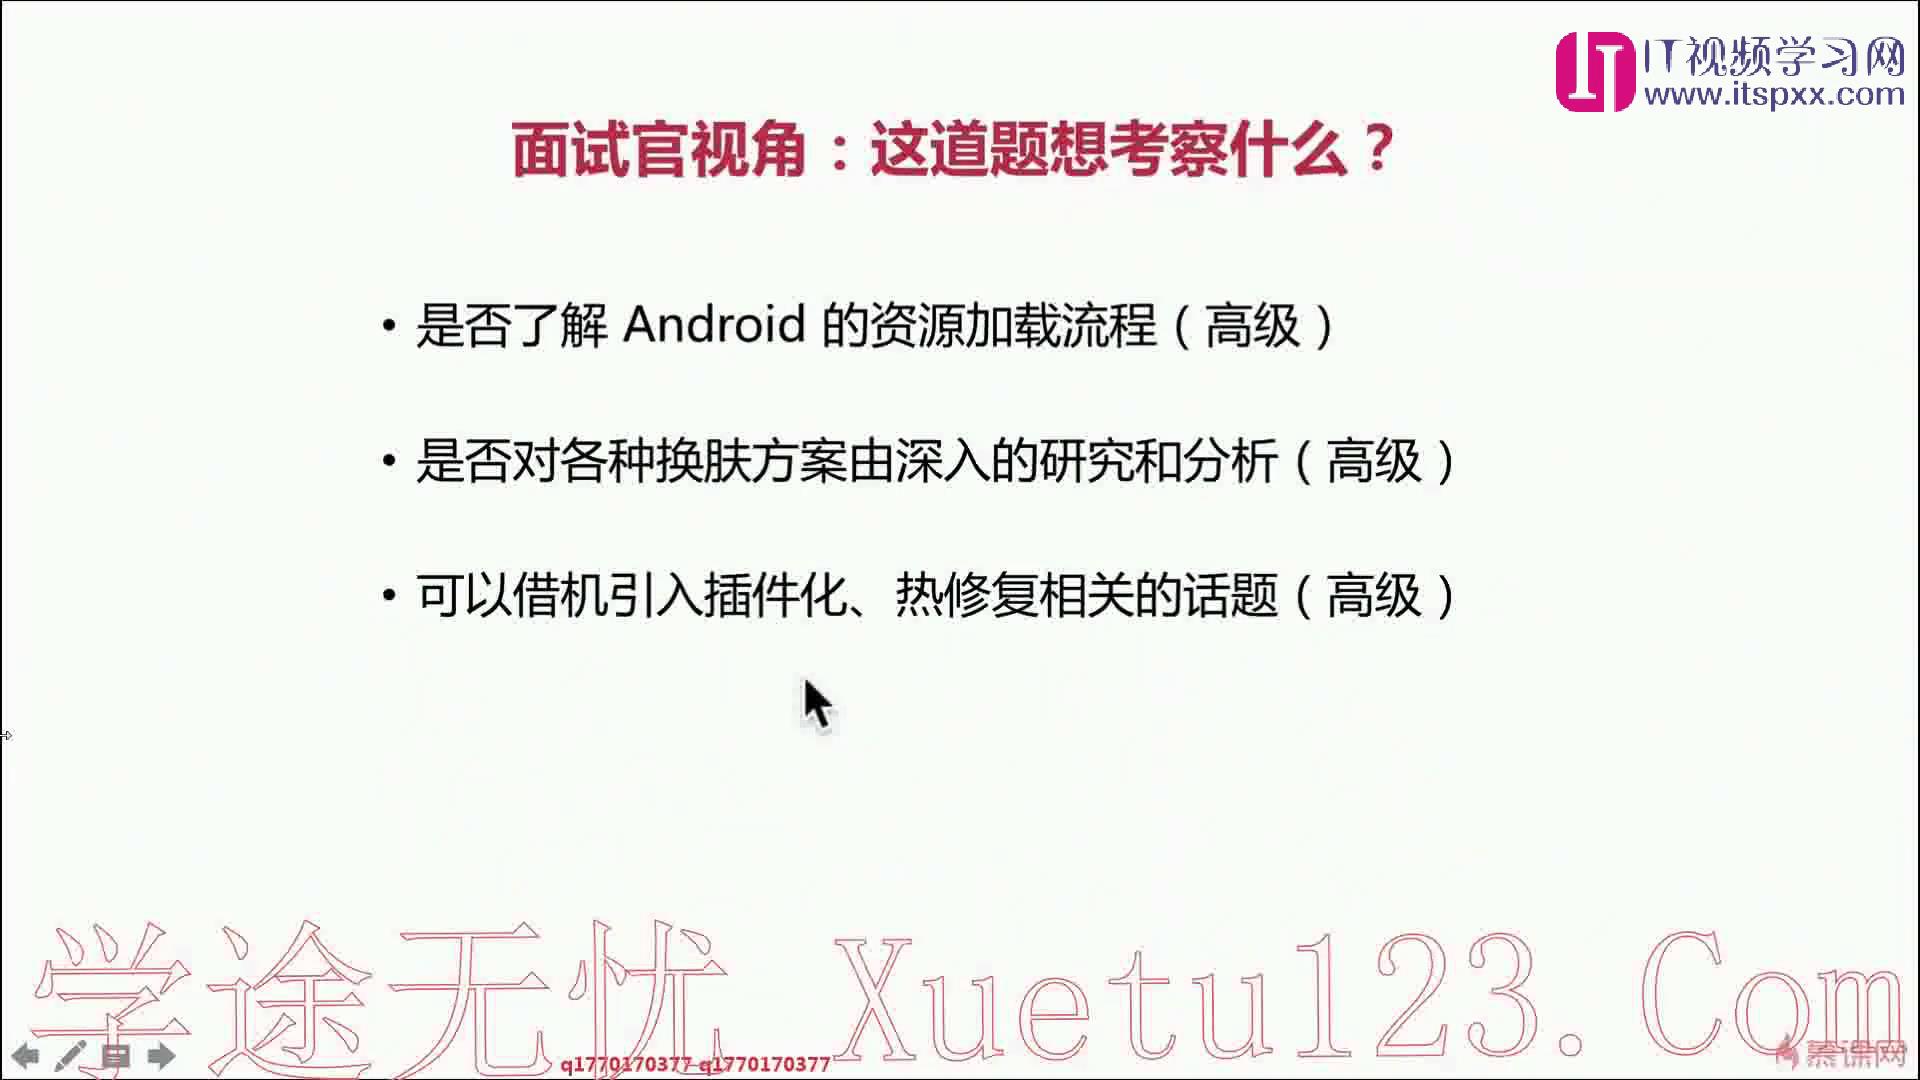 IT视频学习网
www.itspxx.com
面试官视角：这道题想考察什么？
• 是否了解 Android 的资源加载流程（高级）
• 是否对各种换肤方案由深入的研究和分析（高级）
• 可以借机引入插件化、热修复相关的话题（高级）
学途无忧 Xuetu123.Com
q1770170377 q1770170377
慕课网